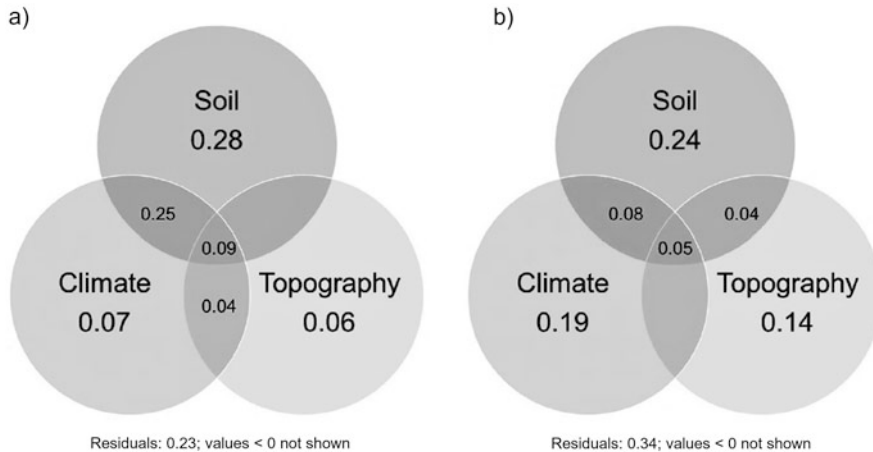 a)
Soil
0.28
0.25
0.09
Climate
0.07
0.04
Topography
0.06
Residuals: 0.23; values < 0 not shown
b)
Soil
0.24
0.08
0.04
0.05
Climate
0.19
Topography
0.14
Residuals: 0.34; values < 0 not shown